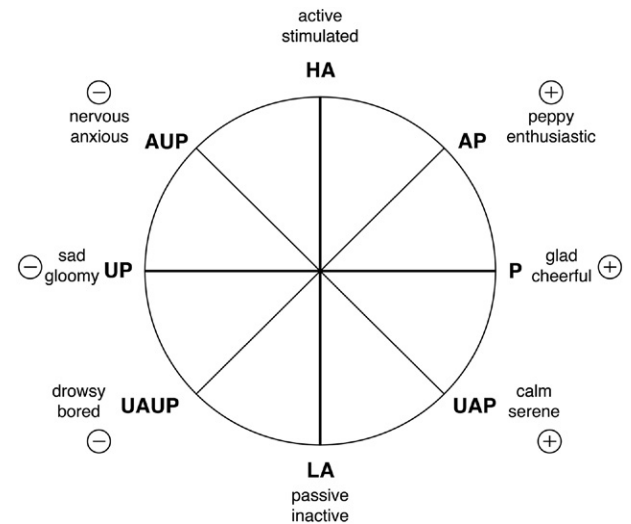 active
stimulated
HA
−
nervous
anxious
AUP
+
peppy
enthusiastic
AP
−
sad
gloomy
UP
P
glad
cheerful
+
drowsy
bored
−
UAUP
UAP
calm
serene
+
LA
passive
inactive